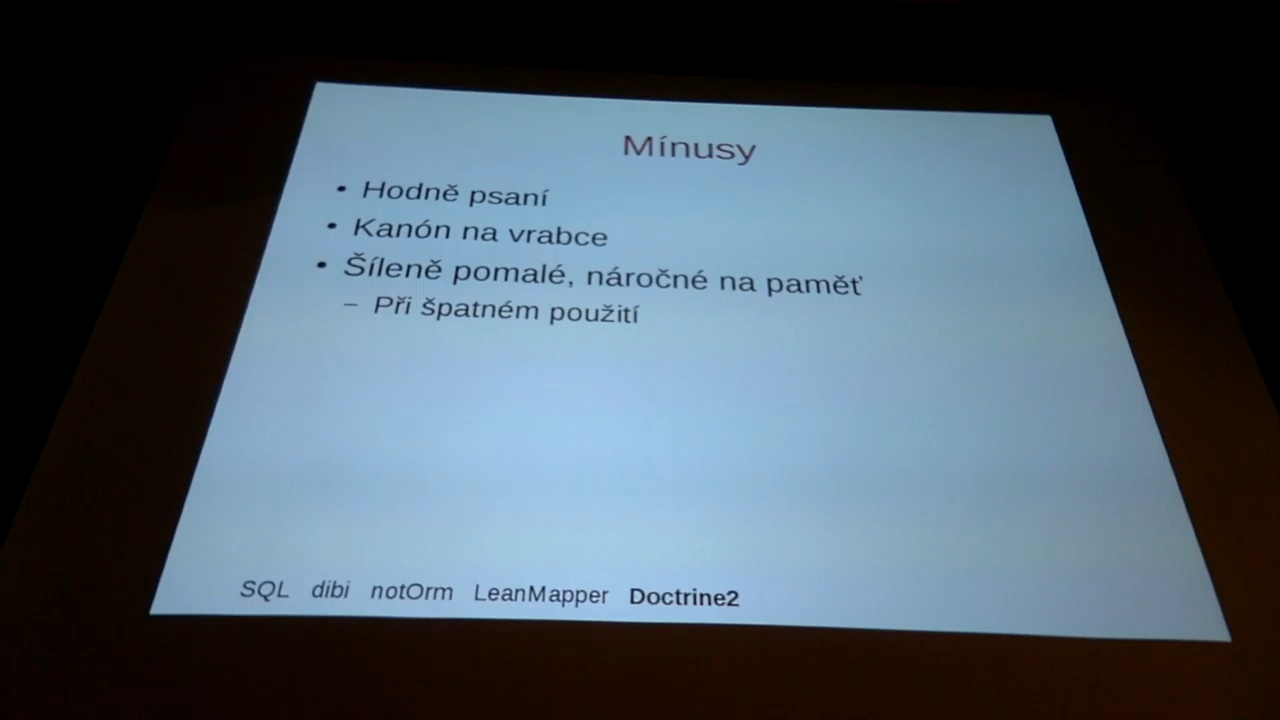 Mínusy
• Hodně psaní
• Kanón na vrabce
• Šíleně pomalé, náročné na paměť
– Při špatném použití
SQL dibi notOrm LeanMapper Doctrine2